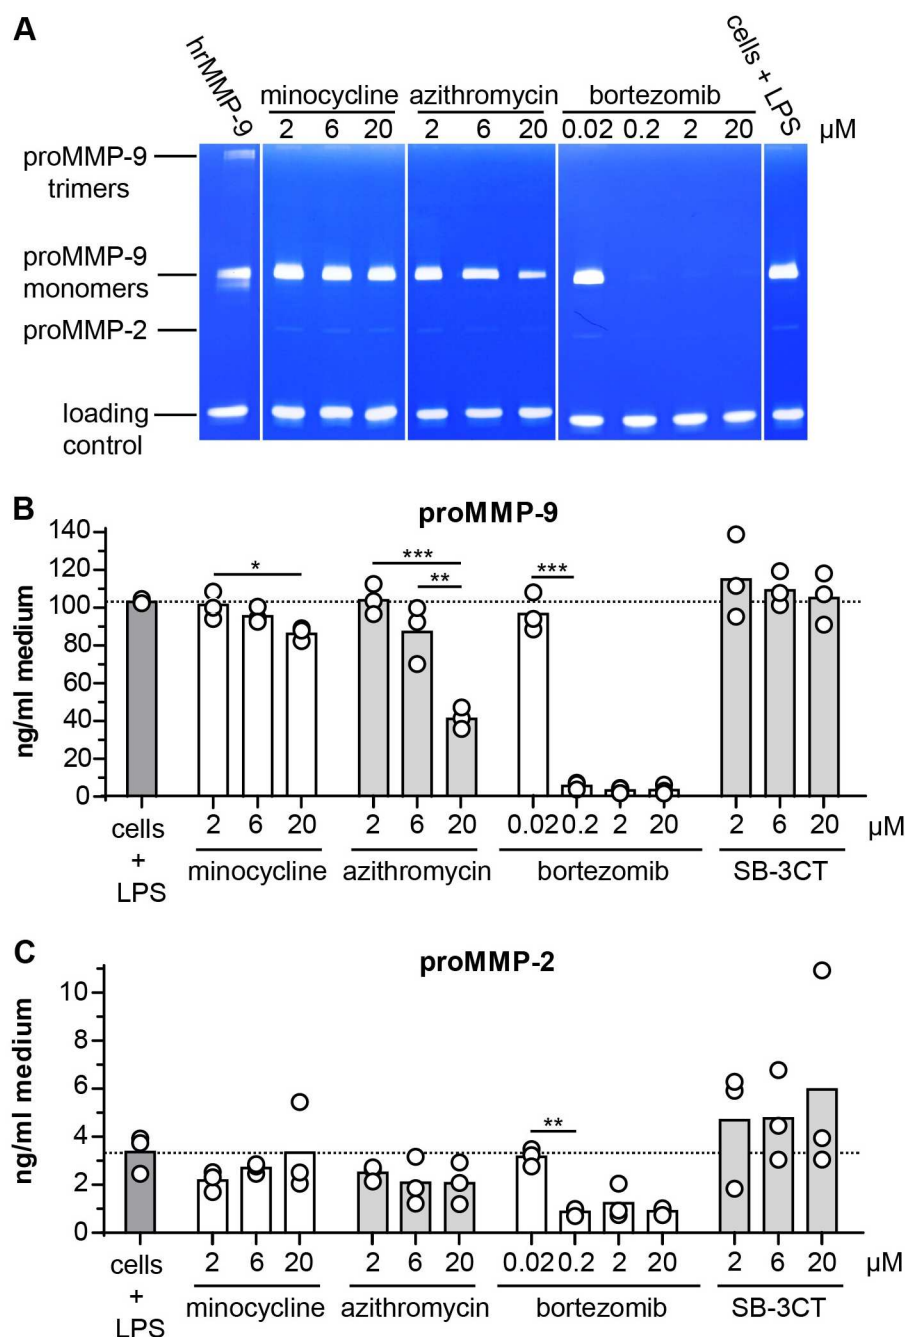 A
hrMMP-9
minocycline azithromycin bortezomib
cells + LPS
2 6 20 2 6 20 0.02 0.2 2 20 µM
proMMP-9
trimers
proMMP-9
monomers
proMMP-2
loading
control
B
proMMP-9
ng/ml medium
140
120
100
80
60
40
20
0
* *** ** ***
cells
+
LPS
2 6 20 2 6 20 0.02 0.2 2 20 2 6 20 µM
minocycline azithromycin bortezomib SB-3CT
C
proMMP-2
ng/ml medium
10
8
6
4
2
0
**
cells
+
LPS
2 6 20 2 6 20 0.02 0.2 2 20 2 6 20 µM
minocycline azithromycin bortezomib SB-3CT